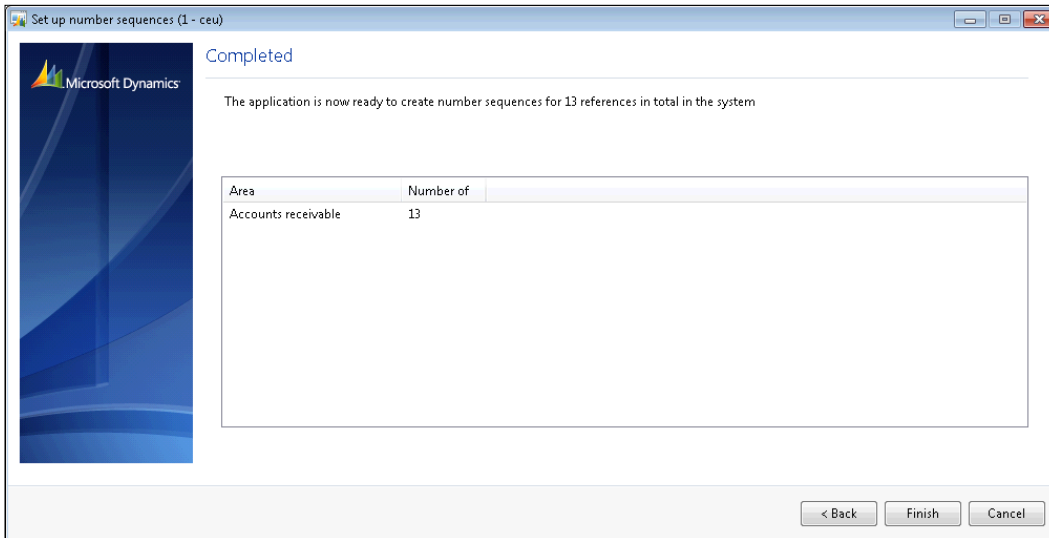 Set up number sequences (1 - ceu)
Microsoft Dynamics
Completed
The application is now ready to create number sequences for 13 references in total in the system
Area Number of
Accounts receivable 13
< Back Finish Cancel